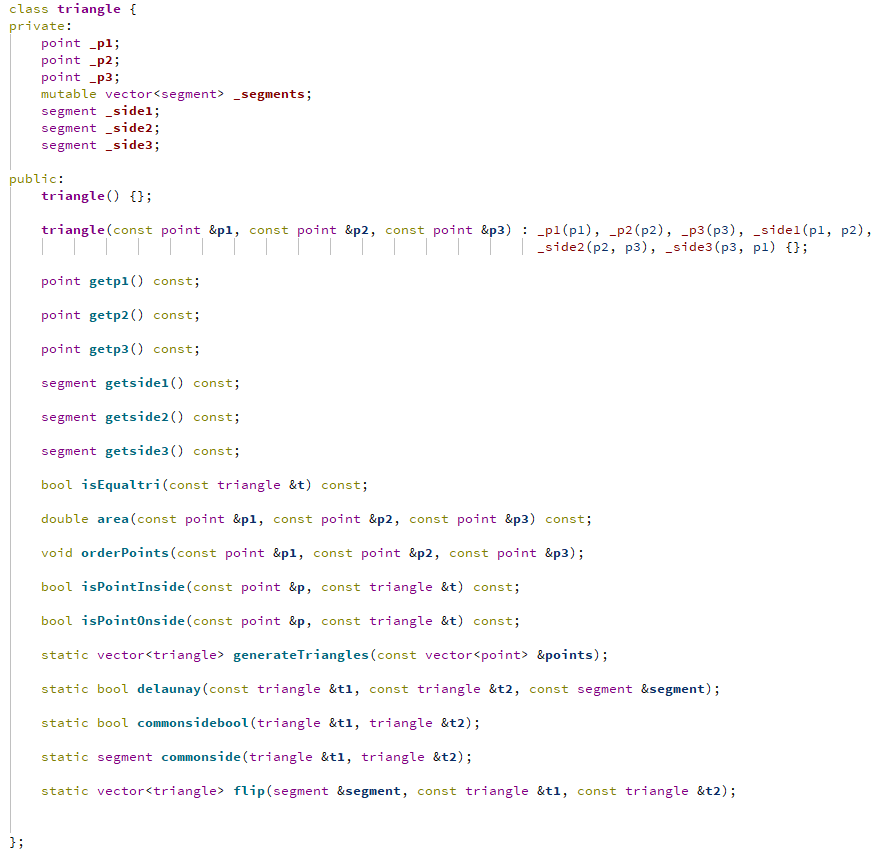 class triangle {
private:
    point _p1;
    point _p2;
    point _p3;
    mutable vector<segment> _segments;
    segment _side1;
    segment _side2;
    segment _side3;
public:
    triangle() {};
    triangle(const point &p1, const point &p2, const point &p3) : _p1(p1), _p2(p2), _p3(p3), _side1(p1, p2),
                                                                  _side2(p2, p3), _side3(p3, p1) {};
    point getp1() const;
    point getp2() const;
    point getp3() const;
    segment getside1() const;
    segment getside2() const;
    segment getside3() const;
    bool isEqualtri(const triangle &t) const;
    double area(const point &p1, const point &p2, const point &p3) const;
    void orderPoints(const point &p1, const point &p2, const point &p3);
    bool isPointInside(const point &p, const triangle &t) const;
    bool isPointOnside(const point &p, const triangle &t) const;
    static vector<triangle> generateTriangles(const vector<point> &points);
    static bool delaunay(const triangle &t1, const triangle &t2, const segment &segment);
    static bool commonsidebool(triangle &t1, triangle &t2);
    static segment commonside(triangle &t1, triangle &t2);
    static vector<triangle> flip(segment &segment, const triangle &t1, const triangle &t2);
};